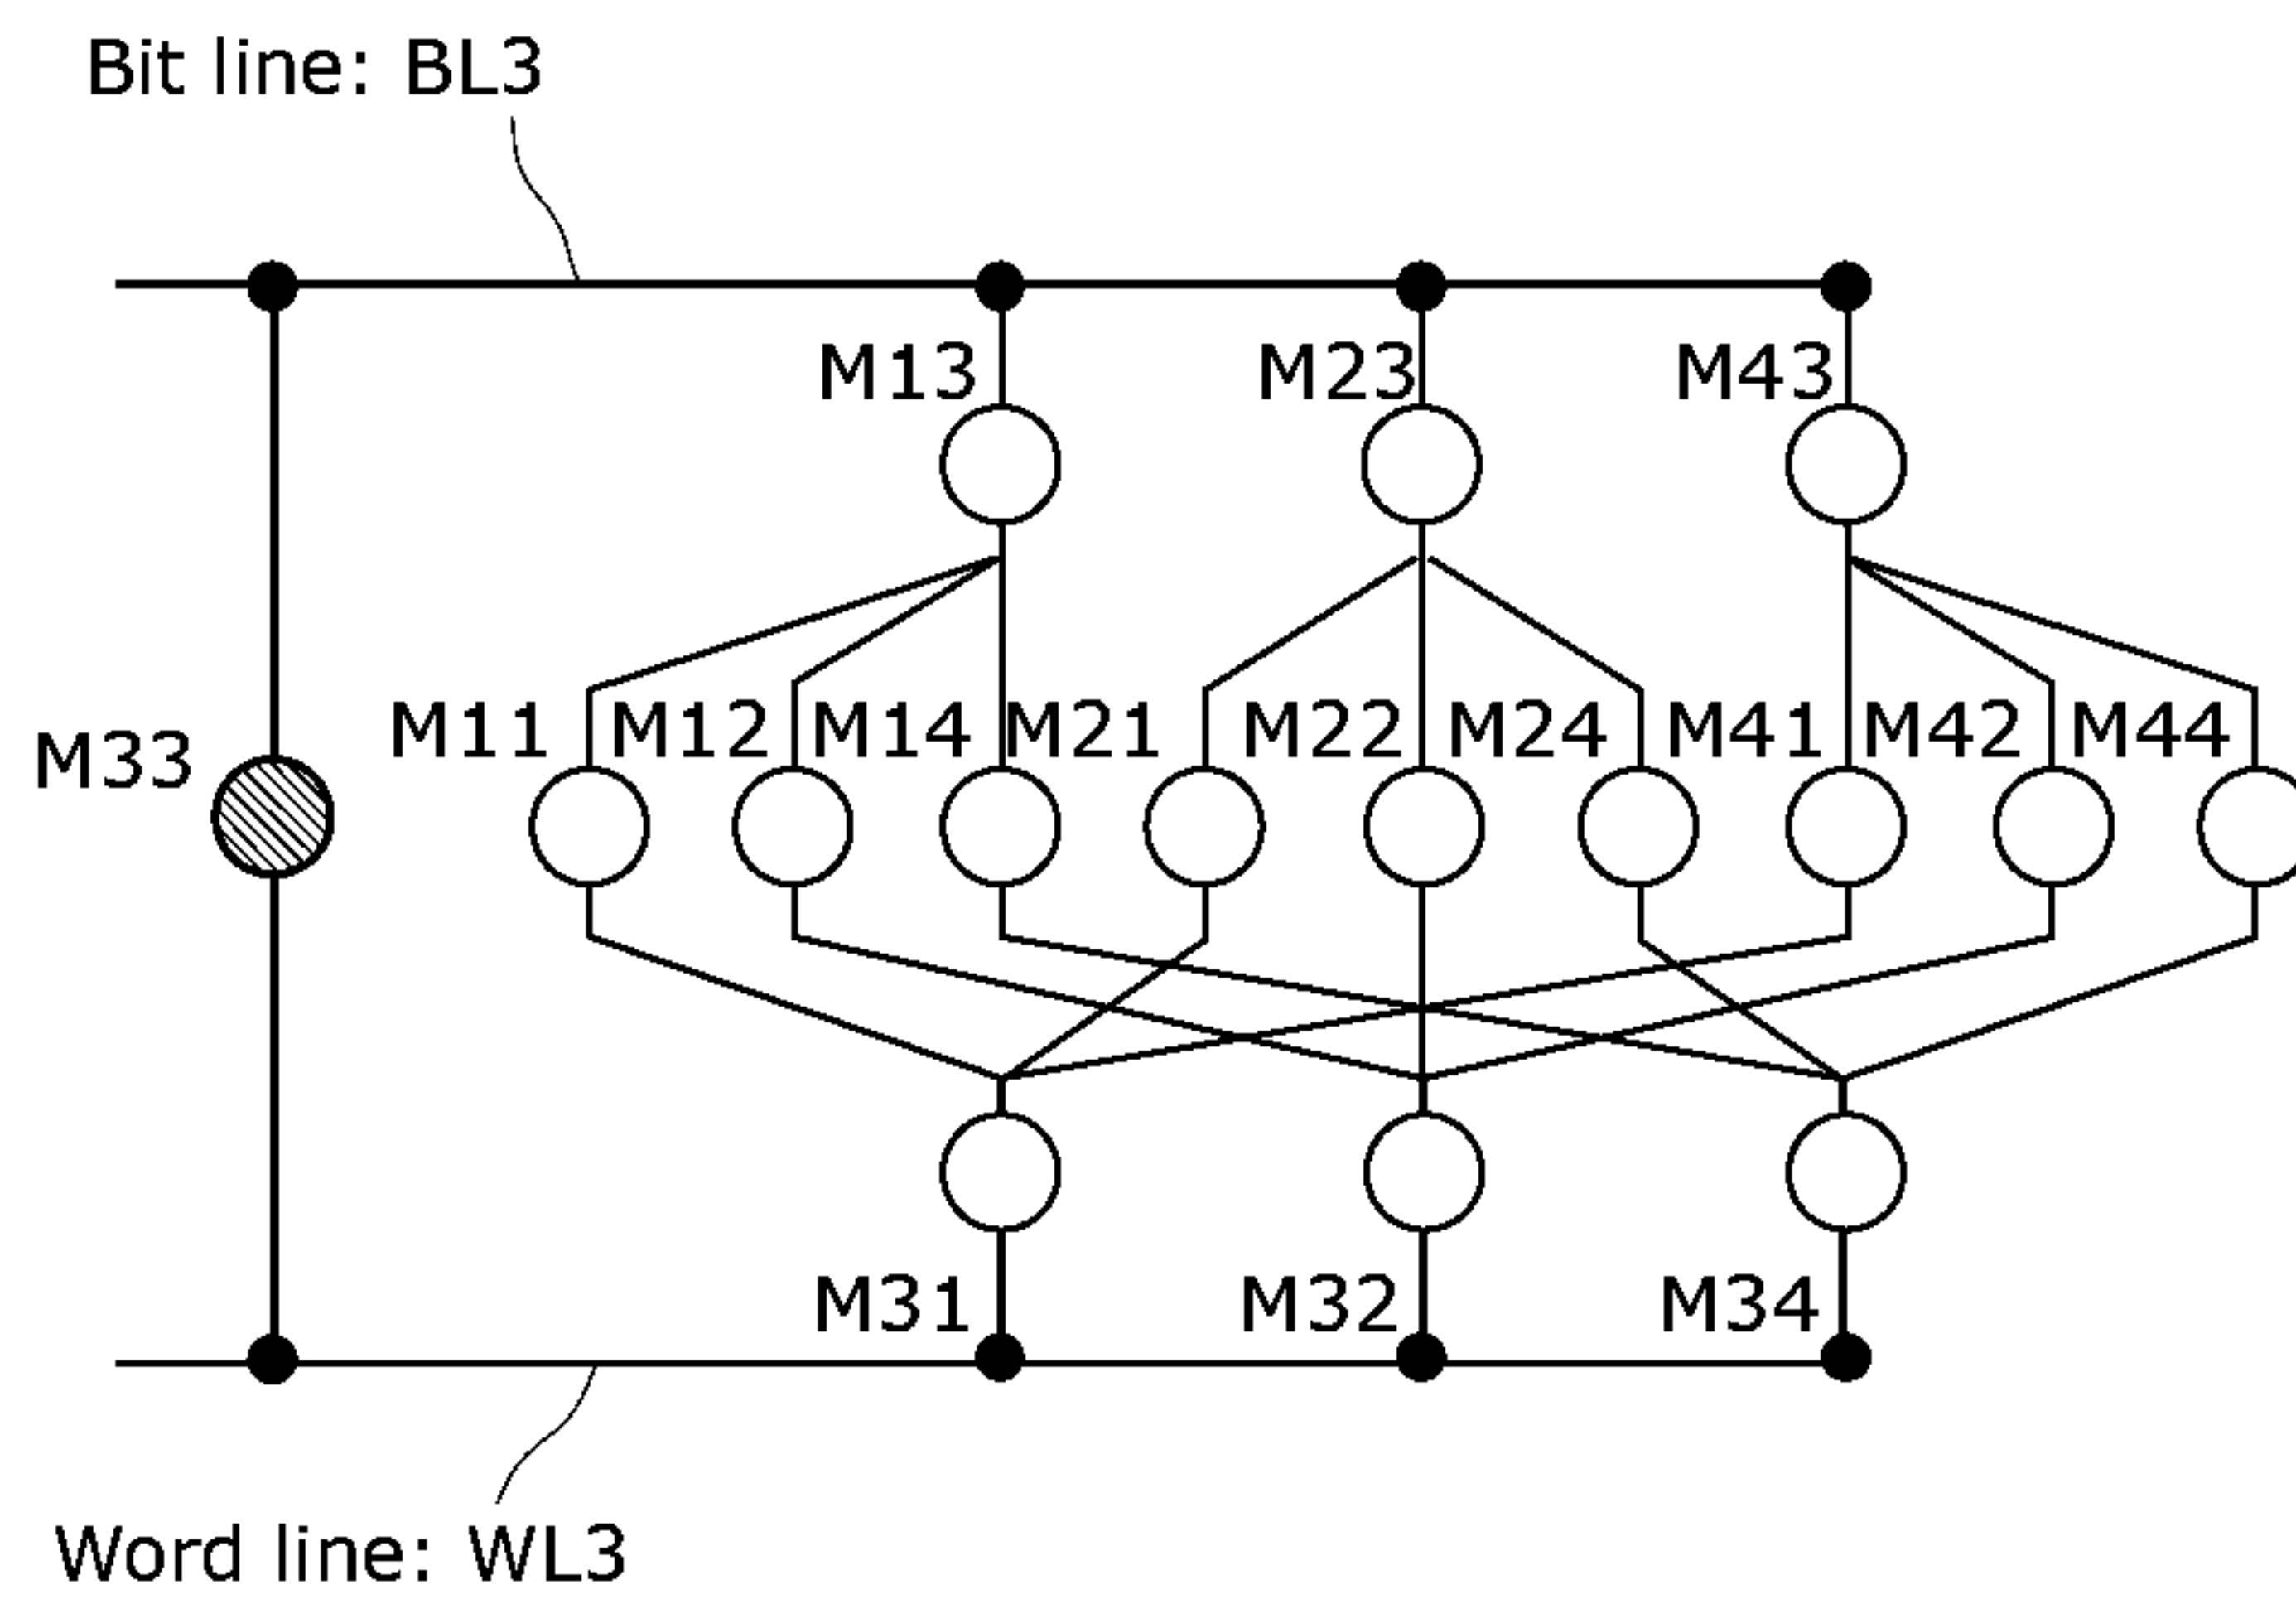 Bit line: BL3
M13 M23 M43
M11 M12 M14 M21 M22 M24 M41 M42 M44
M33
M31 M32 M34
Word line: WL3